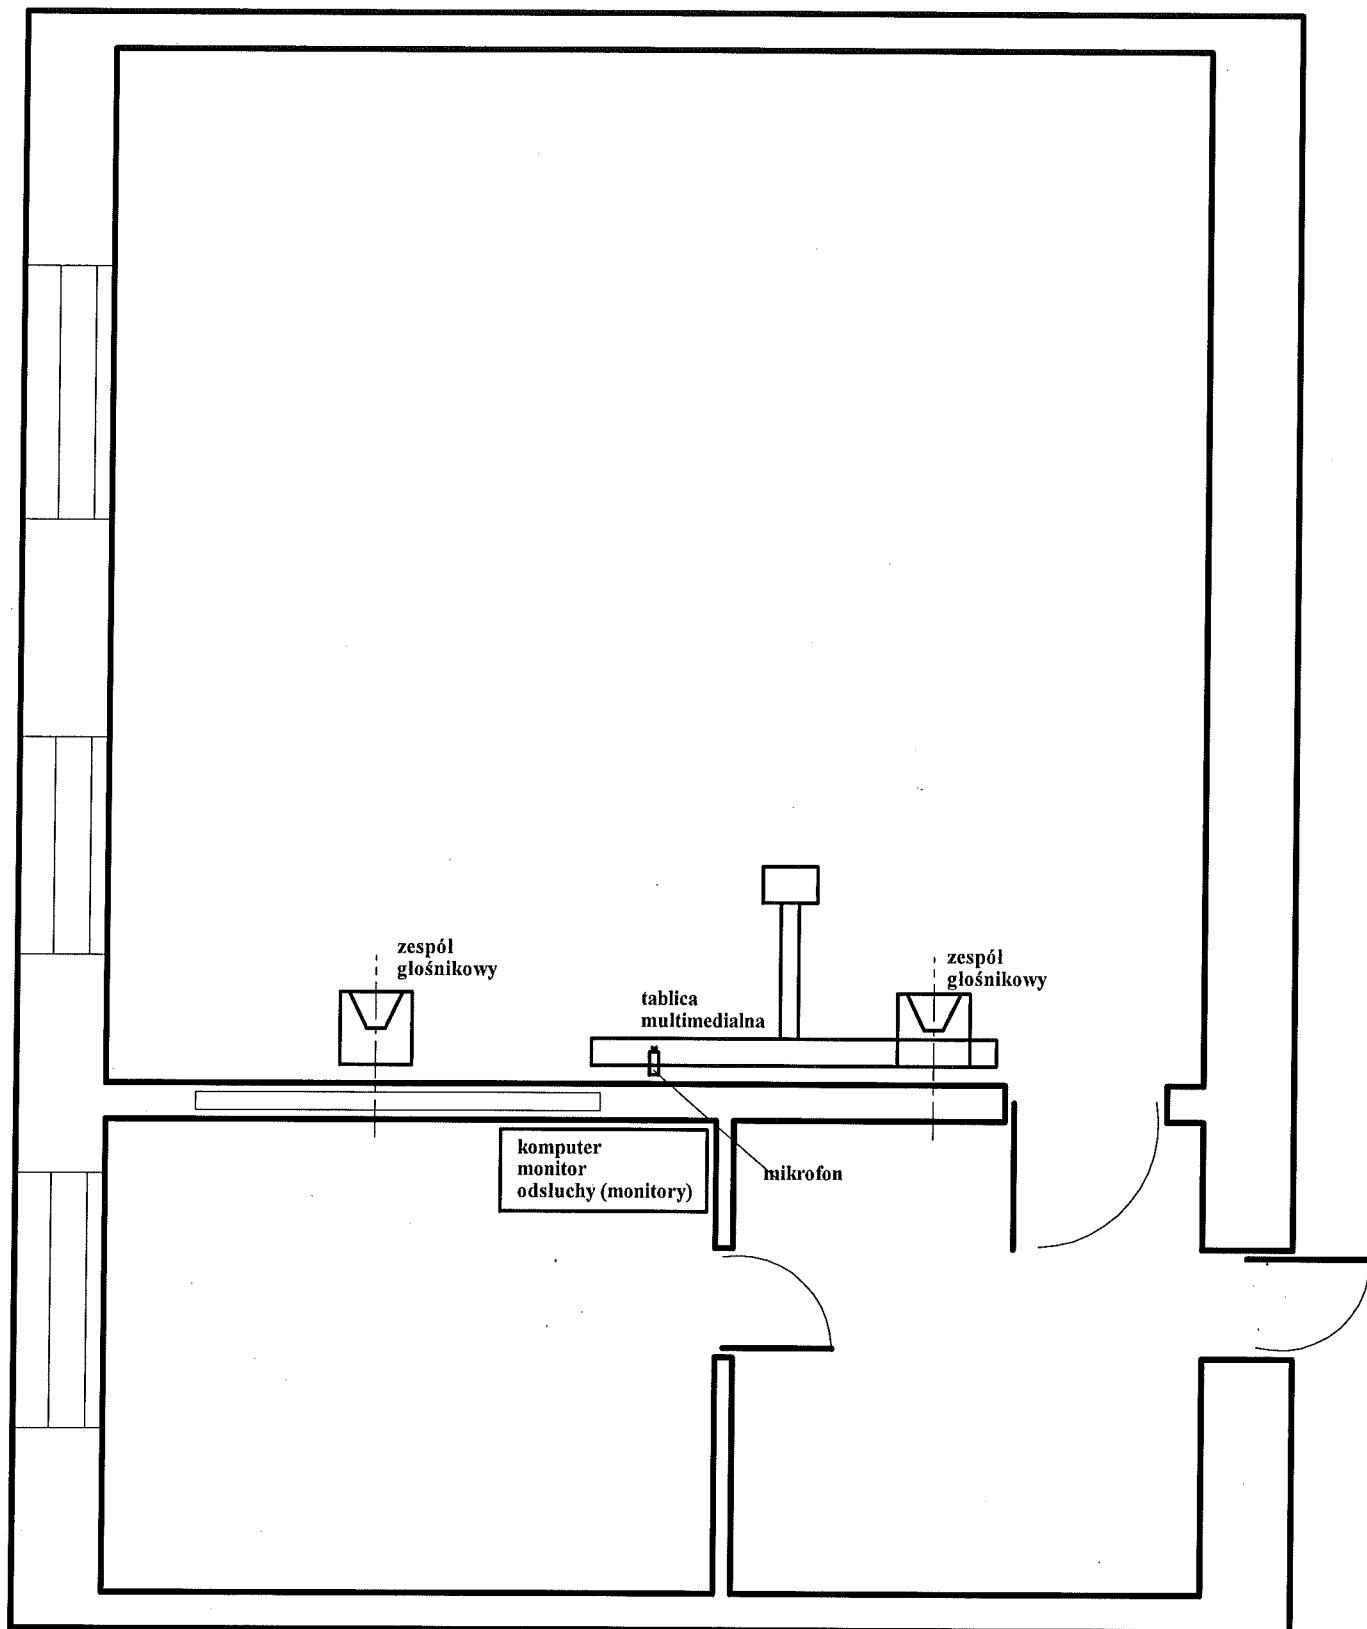 zespół
głośnikowy
zespół
głośnikowy
tablica
multimedialna
komputer
monitor
odsłuchy (monitory)
mikrofon